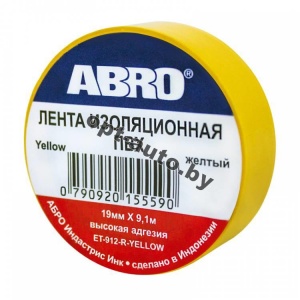 ABRO
ЛЕНТА ИЗОЛЯЦИОННАЯ
ПВХ
Yellow
желтый
0 790920 155590
19мм X 9,1м
высокая адгезия
ET-912-R-YELLOW
АБРО Индастрис Инк • сделано в Индонезии